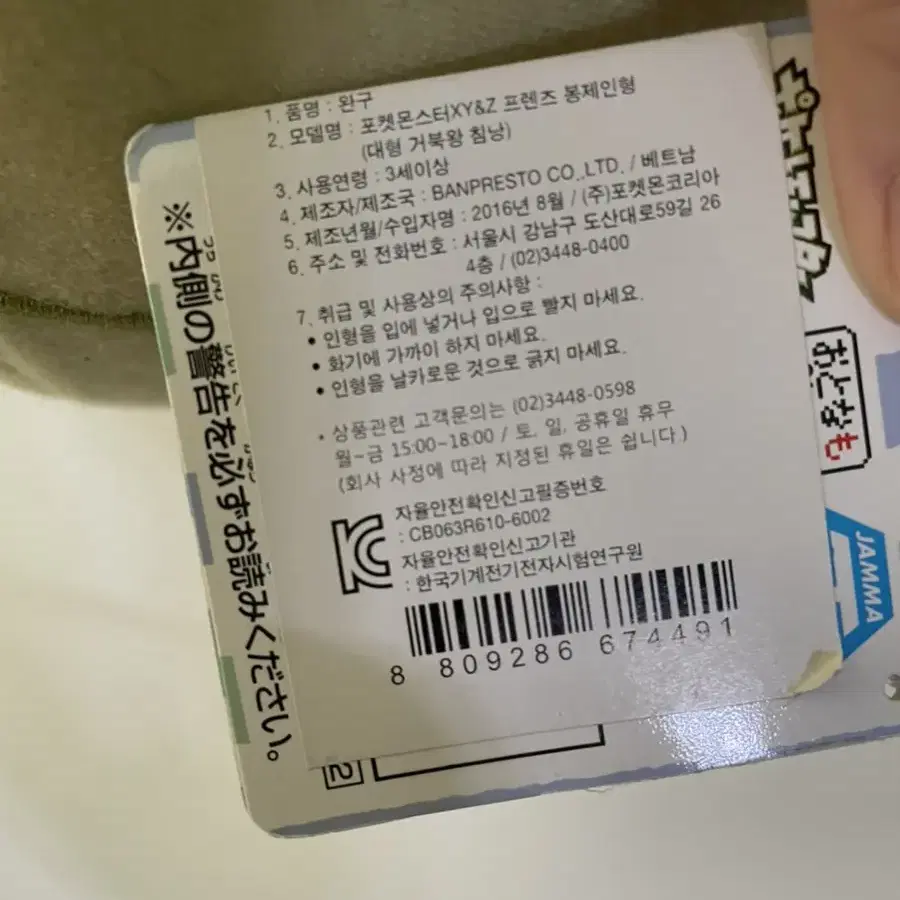 1. 품명 : 완구
2. 모델명 : 포켓몬스터XY&Z 프렌즈 봉제인형
(대형 거북왕 침낭)
3. 사용연령 : 3세이상
4. 제조자/제조국 : BANPRESTO CO.,LTD. / 베트남
5. 제조년월/수입자명 : 2016년 8월 / (주)포켓몬코리아
6. 주소 및 전화번호 : 서울시 강남구 도산대로59길 26
4층 / (02)3448-0400
7. 취급 및 사용상의 주의사항 :
• 인형을 입에 넣거나 입으로 빨지 마세요.
• 화기에 가까이 하지 마세요.
• 인형을 날카로운 것으로 긁지 마세요.
* 상품관련 고객문의는 (02)3448-0598
월~금 15:00~18:00 / 토, 일, 공휴일 휴무
(회사 사정에 따라 지정된 휴일은 쉽니다.)
자율안전확인신고필증번호
: CB063R610-6002
자율안전확인신고기관
: 한국기계전기전자시험연구원
8 809286 674491
※内側の警告を必ずお読みください。
おとなも
JAMMA
2